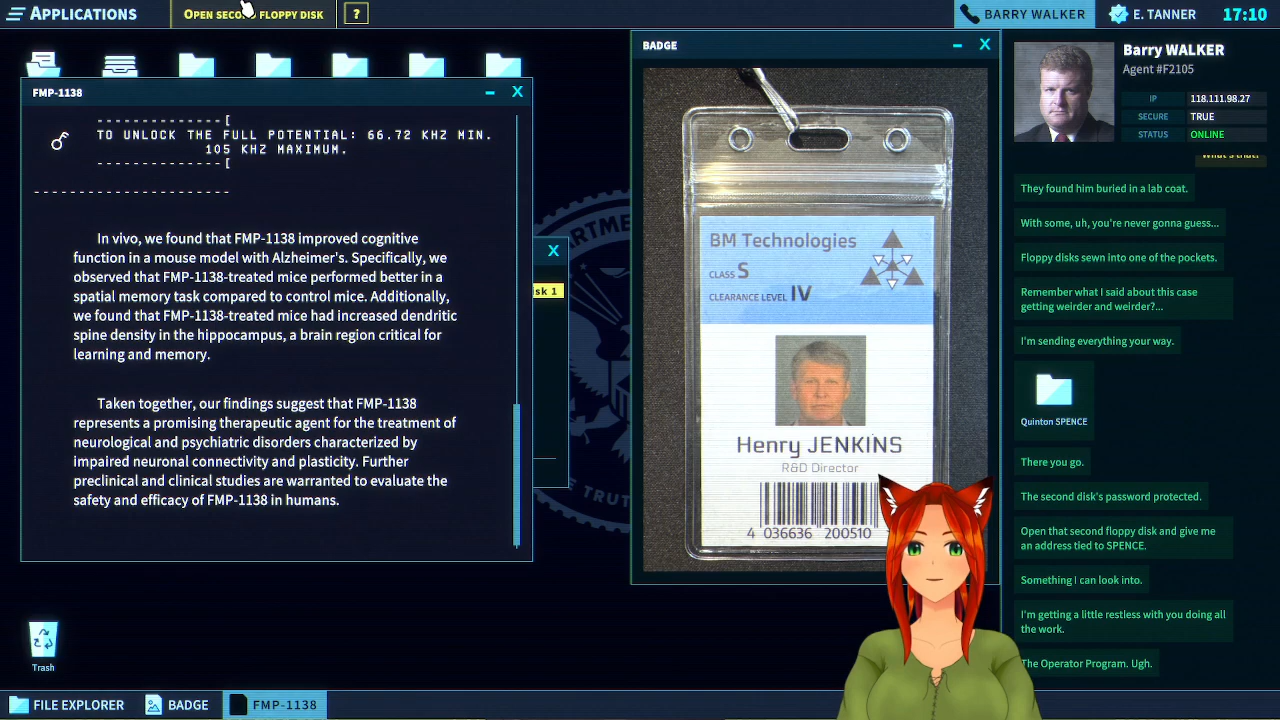 APPLICATIONS
OPEN SECOND FLOPPY DISK
?
BARRY WALKER
E. TANNER
17:10
FMP-1138
--------------[
TO UNLOCK THE FULL POTENTIAL: 66.72 KHZ MIN.
105 KHZ MAXIMUM.
--------------[
-----------------------
In vivo, we found that FMP-1138 improved cognitive
function in a mouse model with Alzheimer's. Specifically, we
observed that FMP-1138-treated mice performed better in a
spatial memory task compared to control mice. Additionally,
we found that FMP-1138-treated mice had increased dendritic
spine density in the hippocampus, a brain region critical for
learning and memory.
Taken together, our findings suggest that FMP-1138
represents a promising therapeutic agent for the treatment of
neurological and psychiatric disorders characterized by
impaired neuronal connectivity and plasticity. Further
preclinical and clinical studies are warranted to evaluate the
safety and efficacy of FMP-1138 in humans.
sk 1
BADGE
BM Technologies
CLASS S
CLEARANCE LEVEL IV
Henry JENKINS
R&D Director
4 036636 200510
Barry WALKER
Agent #F2105
IP 118.111.98.27
SECURE TRUE
STATUS ONLINE
What's that?
They found him buried in a lab coat.
With some, uh, you're never gonna guess...
Floppy disks sewn into one of the pockets.
Remember what I said about this case
getting weirder and weirder?...
I'm sending everything your way.
Quinton SPENCE
There you go.
The second disk's password protected.
Open that second floppy disk and give me
an address tied to SPENCE.
Something I can look into.
I'm getting a little restless with you doing all
the work.
The Operator Program. Ugh.
Trash
FILE EXPLORER
BADGE
FMP-1138